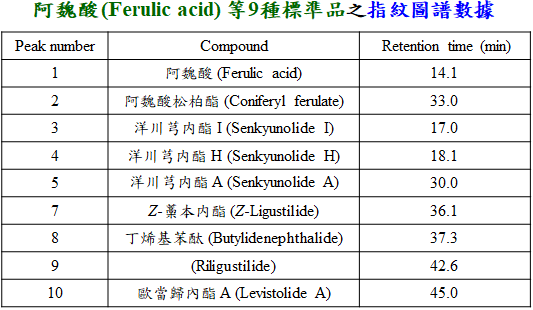 阿魏酸(Ferulic acid) 等9種標準品之指紋圖譜數據
Peak number Compound Retention time (min)
1 阿魏酸 (Ferulic acid) 14.1
2 阿魏酸松柏酯 (Coniferyl ferulate) 33.0
3 洋川芎內酯 I (Senkyunolide I) 17.0
4 洋川芎內酯 H (Senkyunolide H) 18.1
5 洋川芎內酯 A (Senkyunolide A) 30.0
7 Z-藁本內酯 (Z-Ligustilide) 36.1
8 丁烯基苯酞 (Butylidenephthalide) 37.3
9 (Riligustilide) 42.6
10 歐當歸內酯 A (Levistolide A) 45.0